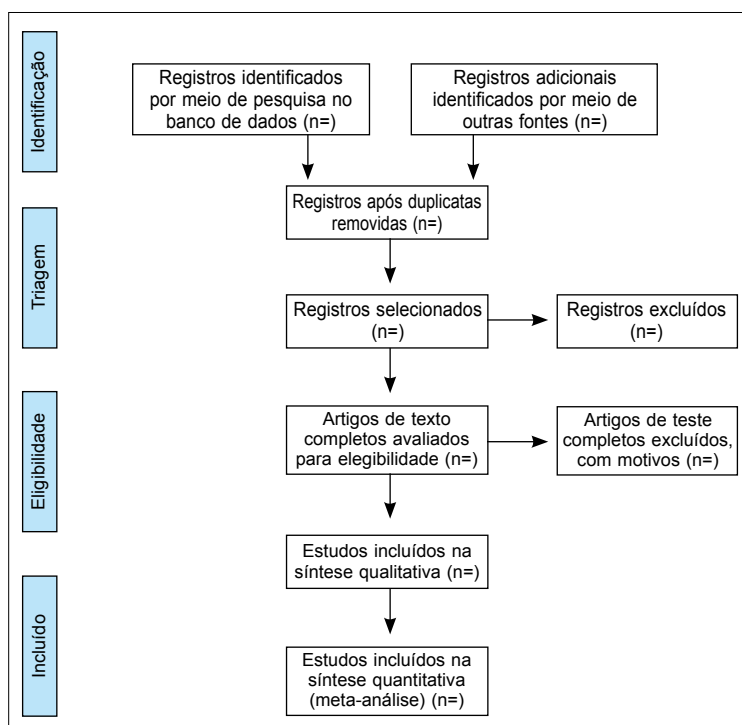 Identificação
Registros identificados
por meio de pesquisa no
banco de dados (n=)
Registros adicionais
identificados por meio de
outras fontes (n=)
Triagem
Registros após duplicatas
removidas (n=)
Registros selecionados
(n=)
Registros excluídos
(n=)
Eligibilidade
Artigos de texto
completos avaliados
para elegibilidade (n=)
Artigos de teste
completos excluídos,
com motivos (n=)
Incluído
Estudos incluídos na
síntese qualitativa (n=)
Estudos incluídos na
síntese quantitativa
(meta-análise) (n=)